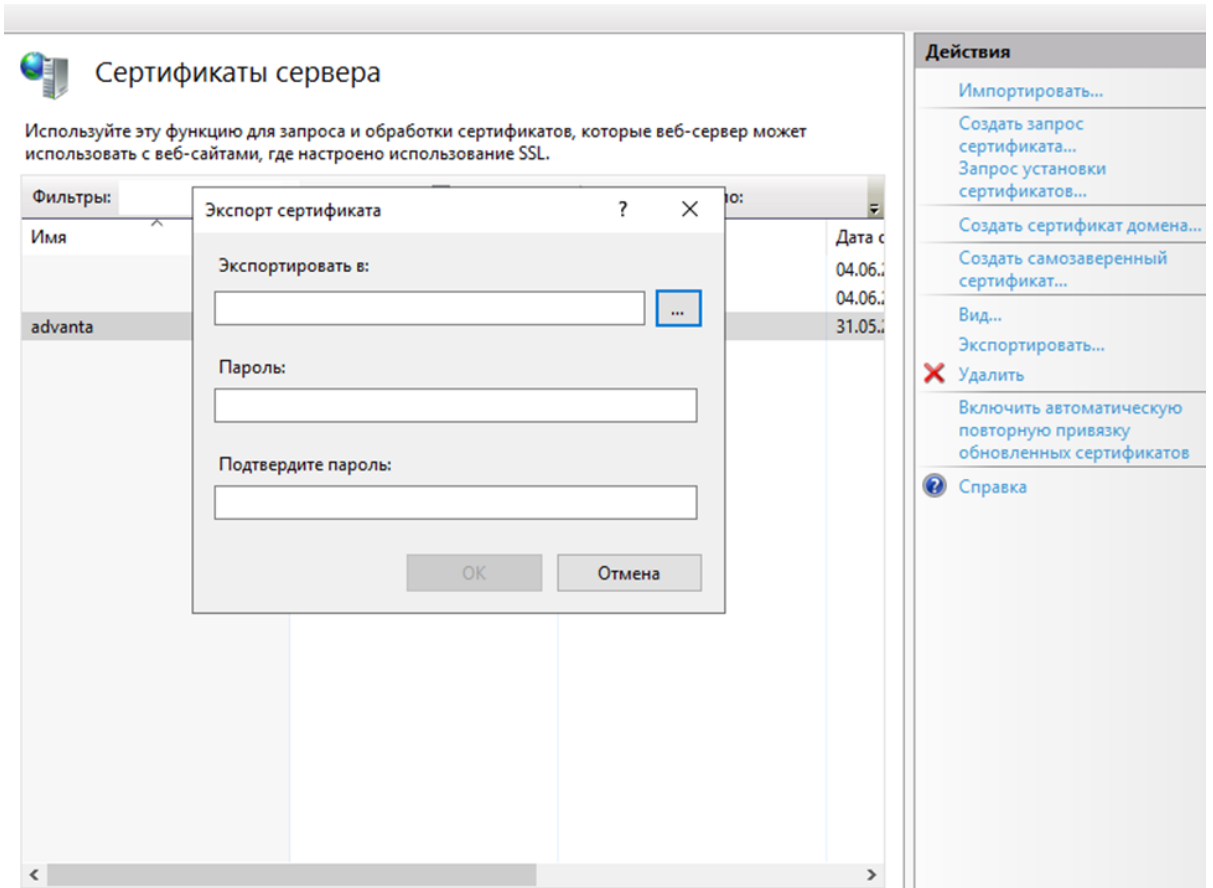 Сертификаты сервера
Используйте эту функцию для запроса и обработки сертификатов, которые веб-сервер может
использовать с веб-сайтами, где настроено использование SSL.
Фильтры:
по:
Имя
Дата
04.06.
04.06.
advanta
31.05.
Экспорт сертификата
?
Экспортировать в:
...
Пароль:
Подтвердите пароль:
ОК
Отмена
Действия
Импортировать...
Создать запрос
сертификата...
Запрос установки
сертификатов...
Создать сертификат домена...
Создать самозаверенный
сертификат...
Вид...
Экспортировать...
Удалить
Включить автоматическую
повторную привязку
обновленных сертификатов
Справка